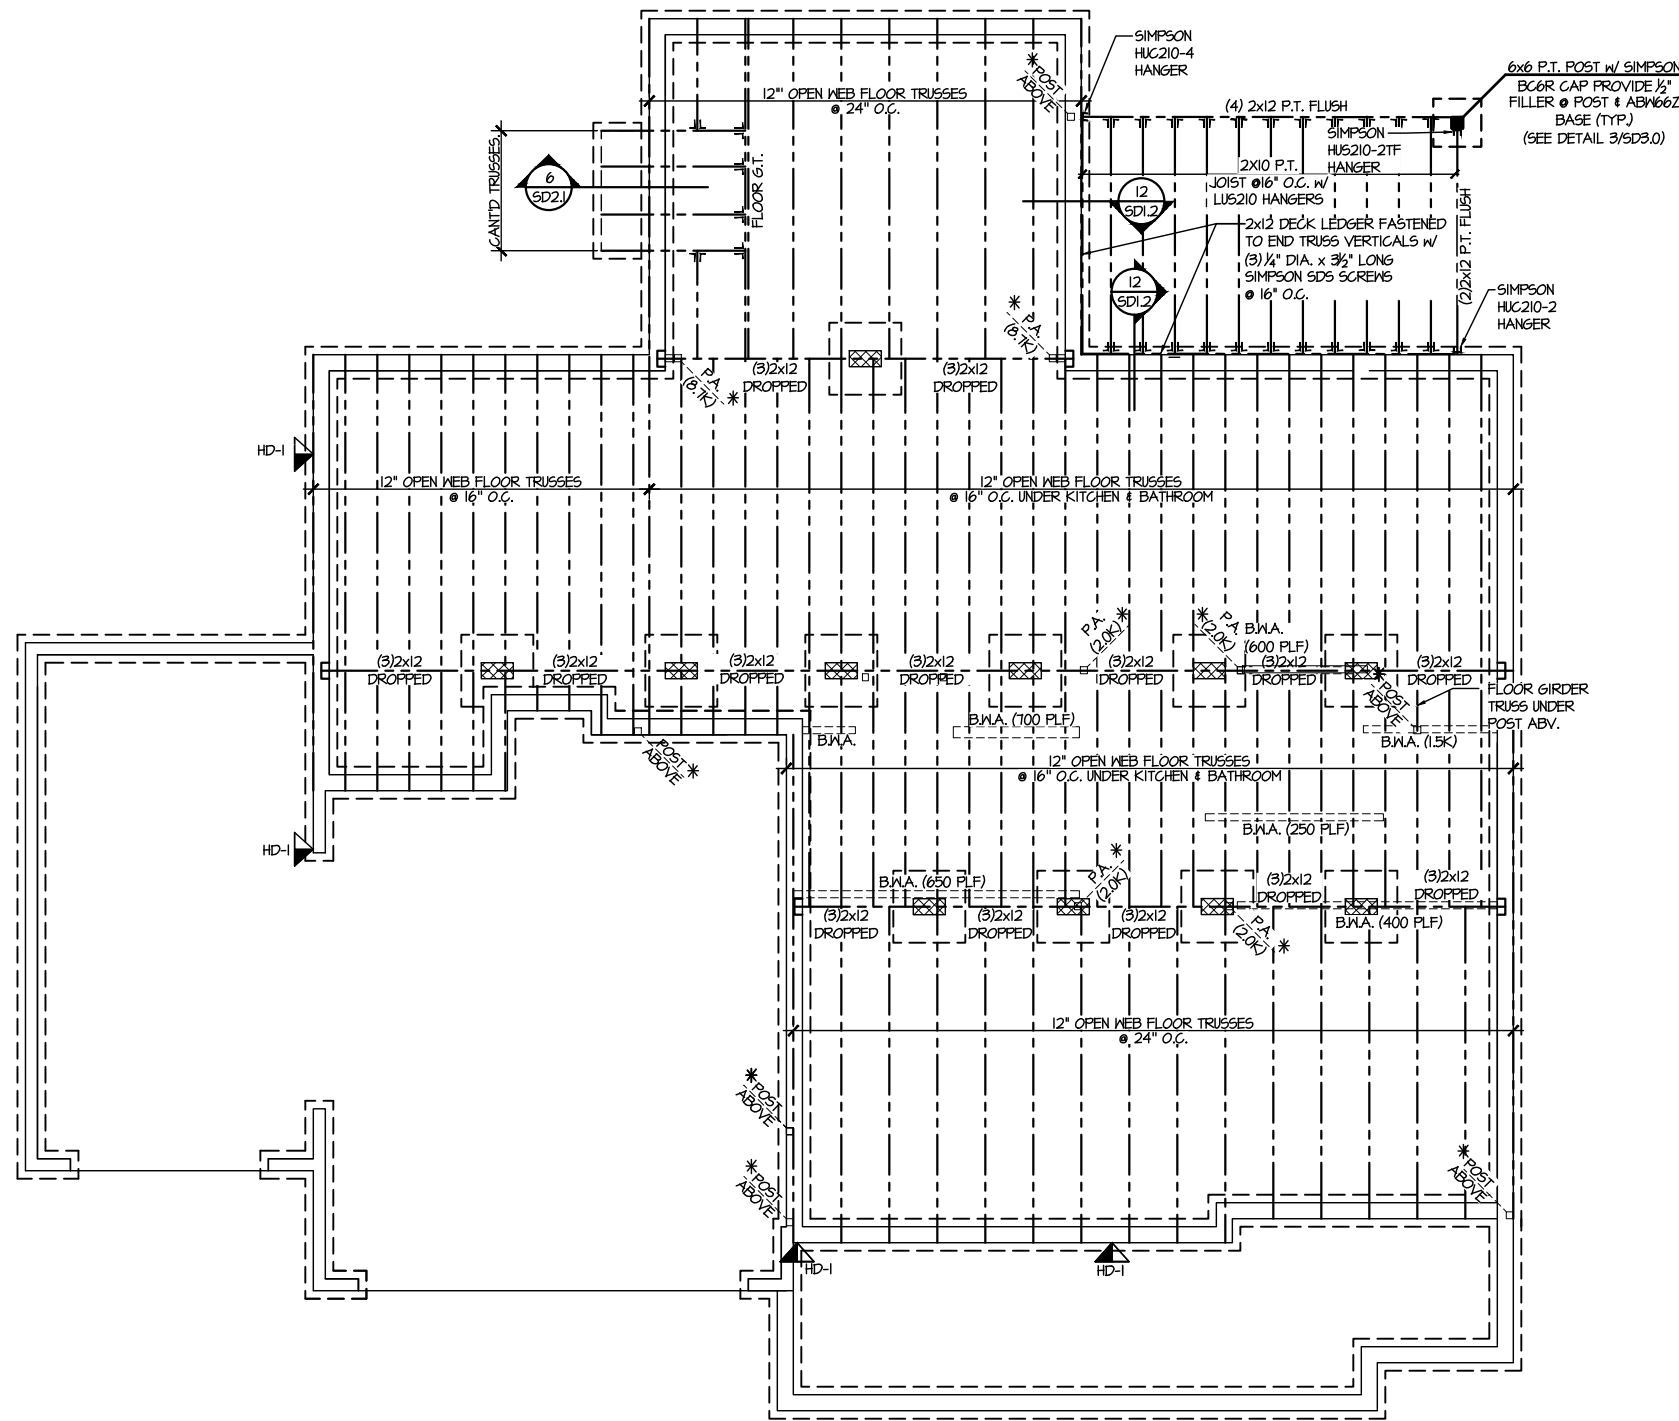 SIMPSON
HUC210-4
HANGER
6x6 P.T. POST W/ SIMPSON
BC6R CAP PROVIDE 1/2"
FILLER @ POST & ABW66Z
BASE (TYP.)
(SEE DETAIL 3/SD3.0)
* POST
ABOVE
12"' OPEN WEB FLOOR TRUSSES
@ 24" O.C.
(4) 2x12 P.T. FLUSH
SIMPSON
HUS210-2TF
HANGER
2X10 P.T.
JOIST @16" O.C. W/
LUS210 HANGERS
CANT'D TRUSSES
6
SD2.1
FLOOR G.T.
12
SD1.2
2x12 DECK LEDGER FASTENED
TO END TRUSS VERTICALS W/
(3) 1/4" DIA. x 3 1/2" LONG
SIMPSON SDS SCREWS
@ 16" O.C.
(2)2x12 P.T. FLUSH
12
SD1.2
SIMPSON
HUC210-2
HANGER
* P.A.
(8.7K)
P.A. *
(8.7K)
(3)2x12
DROPPED
(3)2x12
DROPPED
HD-1
12" OPEN WEB FLOOR TRUSSES
@ 16" O.C.
12" OPEN WEB FLOOR TRUSSES
@ 16" O.C. UNDER KITCHEN & BATHROOM
P.A. *
(2.0K)
* P.A.
(2.0K)
B.W.A.
(600 PLF)
(3)2x12
DROPPED
(3)2x12
DROPPED
(3)2x12
DROPPED
(3)2x12
DROPPED
(3)2x12
DROPPED
(3)2x12
DROPPED
(3)2x12
DROPPED
* POST
ABOVE
FLOOR GIRDER
TRUSS UNDER
POST ABV.
B.W.A.
B.W.A. (700 PLF)
B.W.A. (1.5K)
POST *
ABOVE
12" OPEN WEB FLOOR TRUSSES
@ 16" O.C. UNDER KITCHEN & BATHROOM
B.W.A. (250 PLF)
HD-1
P.A. *
(2.0K)
B.W.A. (650 PLF)
(3)2x12
DROPPED
(3)2x12
DROPPED
(3)2x12
DROPPED
(3)2x12
DROPPED
(3)2x12
DROPPED
B.W.A. (400 PLF)
P.A. *
(2.0K)
12" OPEN WEB FLOOR TRUSSES
@ 24" O.C.
* POST
ABOVE
* POST
ABOVE
* POST
ABOVE
HD-1
HD-1